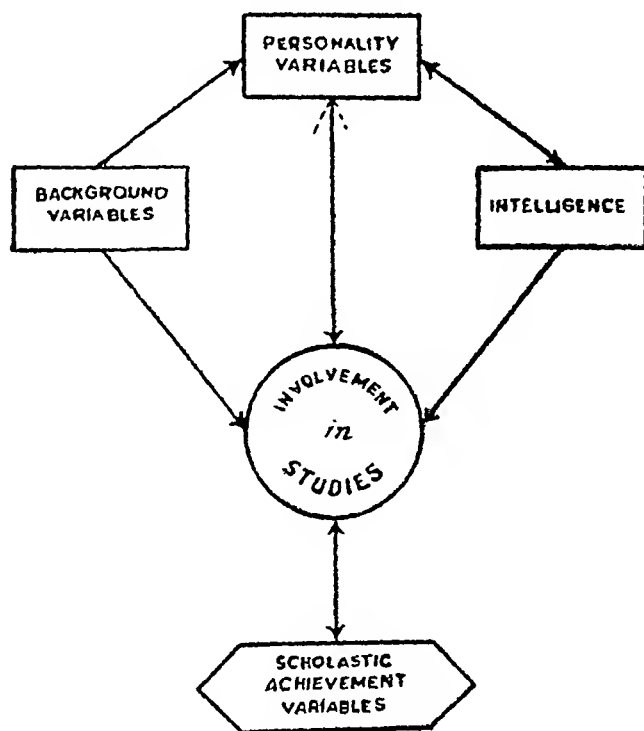 PERSONALITY
VARIABLES
BACKGROUND
VARIABLES
INTELLIGENCE
INVOLVEMENT
in
STUDIES
SCHOLASTIC
ACHIEVEMENT
VARIABLES